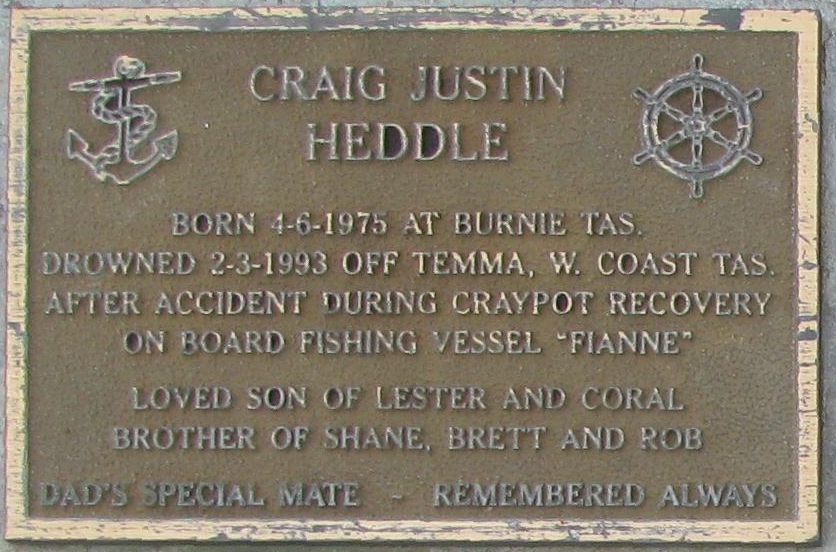 CRAIG JUSTIN
HEDDLE
BORN 4-6-1975 AT BURNIE TAS.
DROWNED 2-3-1993 OFF TEMMA, W. COAST TAS.
AFTER ACCIDENT DURING CRAYPOT RECOVERY
ON BOARD FISHING VESSEL "FIANNE"
LOVED SON OF LESTER AND CORAL
BROTHER OF SHANE, BRETT AND ROB
DAD'S SPECIAL MATE - REMEMBERED ALWAYS